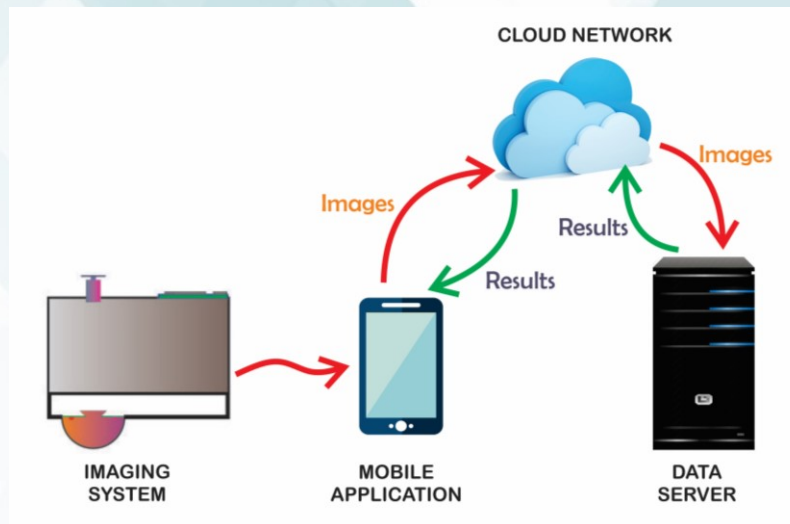 CLOUD NETWORK
Images
Images
Results
Results
IMAGING
SYSTEM
MOBILE
APPLICATION
DATA
SERVER